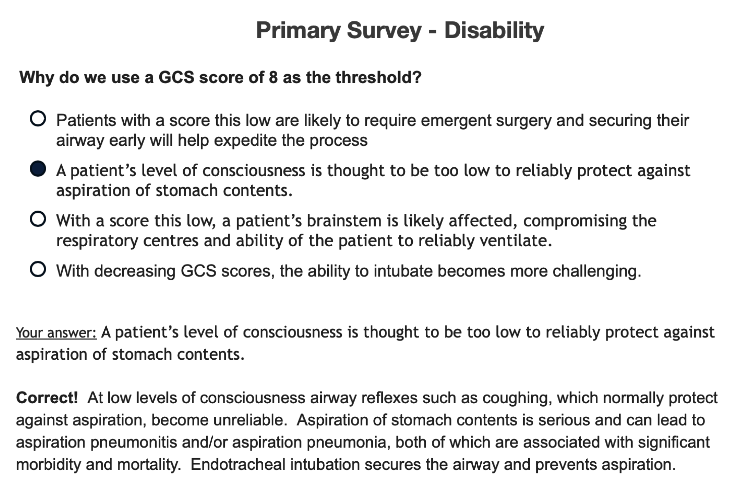 Primary Survey - Disability
Why do we use a GCS score of 8 as the threshold?
Patients with a score this low are likely to require emergent surgery and securing their
airway early will help expedite the process
A patient's level of consciousness is thought to be too low to reliably protect against
aspiration of stomach contents.
With a score this low, a patient's brainstem is likely affected, compromising the
respiratory centres and ability of the patient to reliably ventilate.
With decreasing GCS scores, the ability to intubate becomes more challenging.
Your answer: A patient's level of consciousness is thought to be too low to reliably protect against
aspiration of stomach contents.
Correct! At low levels of consciousness airway reflexes such as coughing, which normally protect
against aspiration, become unreliable. Aspiration of stomach contents is serious and can lead to
aspiration pneumonitis and/or aspiration pneumonia, both of which are associated with significant
morbidity and mortality. Endotracheal intubation secures the airway and prevents aspiration.